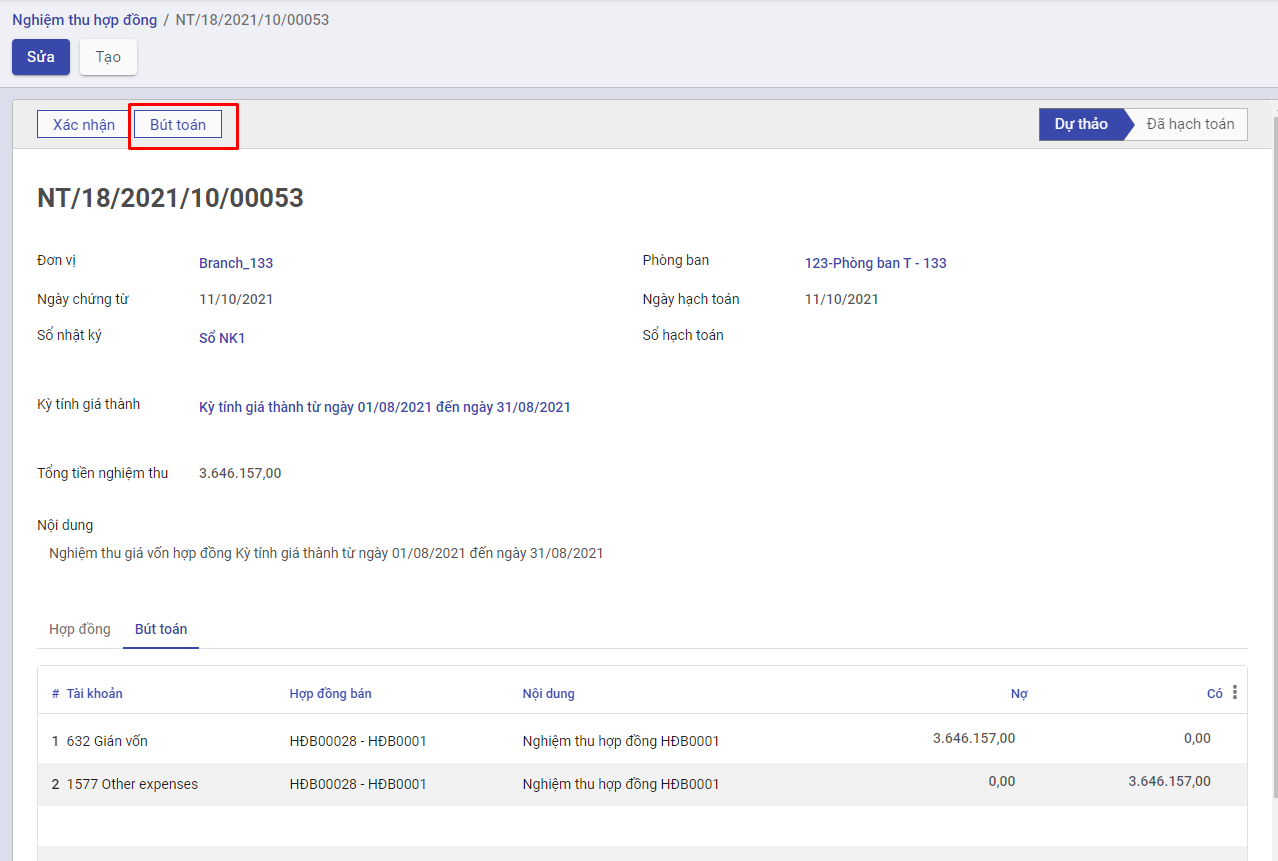 Nghiệm thu hợp đồng / NT/18/2021/10/00053
Sửa Tạo
Xác nhận Bút toán Dự thảo Đã hạch toán
NT/18/2021/10/00053
Đơn vị Branch_133 Phòng ban 123-Phòng ban T - 133
Ngày chứng từ 11/10/2021 Ngày hạch toán 11/10/2021
Sổ nhật ký Sổ NK1 Sổ hạch toán
Kỳ tính giá thành Kỳ tính giá thành từ ngày 01/08/2021 đến ngày 31/08/2021
Tổng tiền nghiệm thu 3.646.157,00
Nội dung
Nghiệm thu giá vốn hợp đồng Kỳ tính giá thành từ ngày 01/08/2021 đến ngày 31/08/2021
Hợp đồng Bút toán
# Tài khoản Hợp đồng bán Nội dung Nợ Có
1 632 Gián vốn HĐB00028 - HĐB0001 Nghiệm thu hợp đồng HĐB0001 3.646.157,00 0,00
2 1577 Other expenses HĐB00028 - HĐB0001 Nghiệm thu hợp đồng HĐB0001 0,00 3.646.157,00